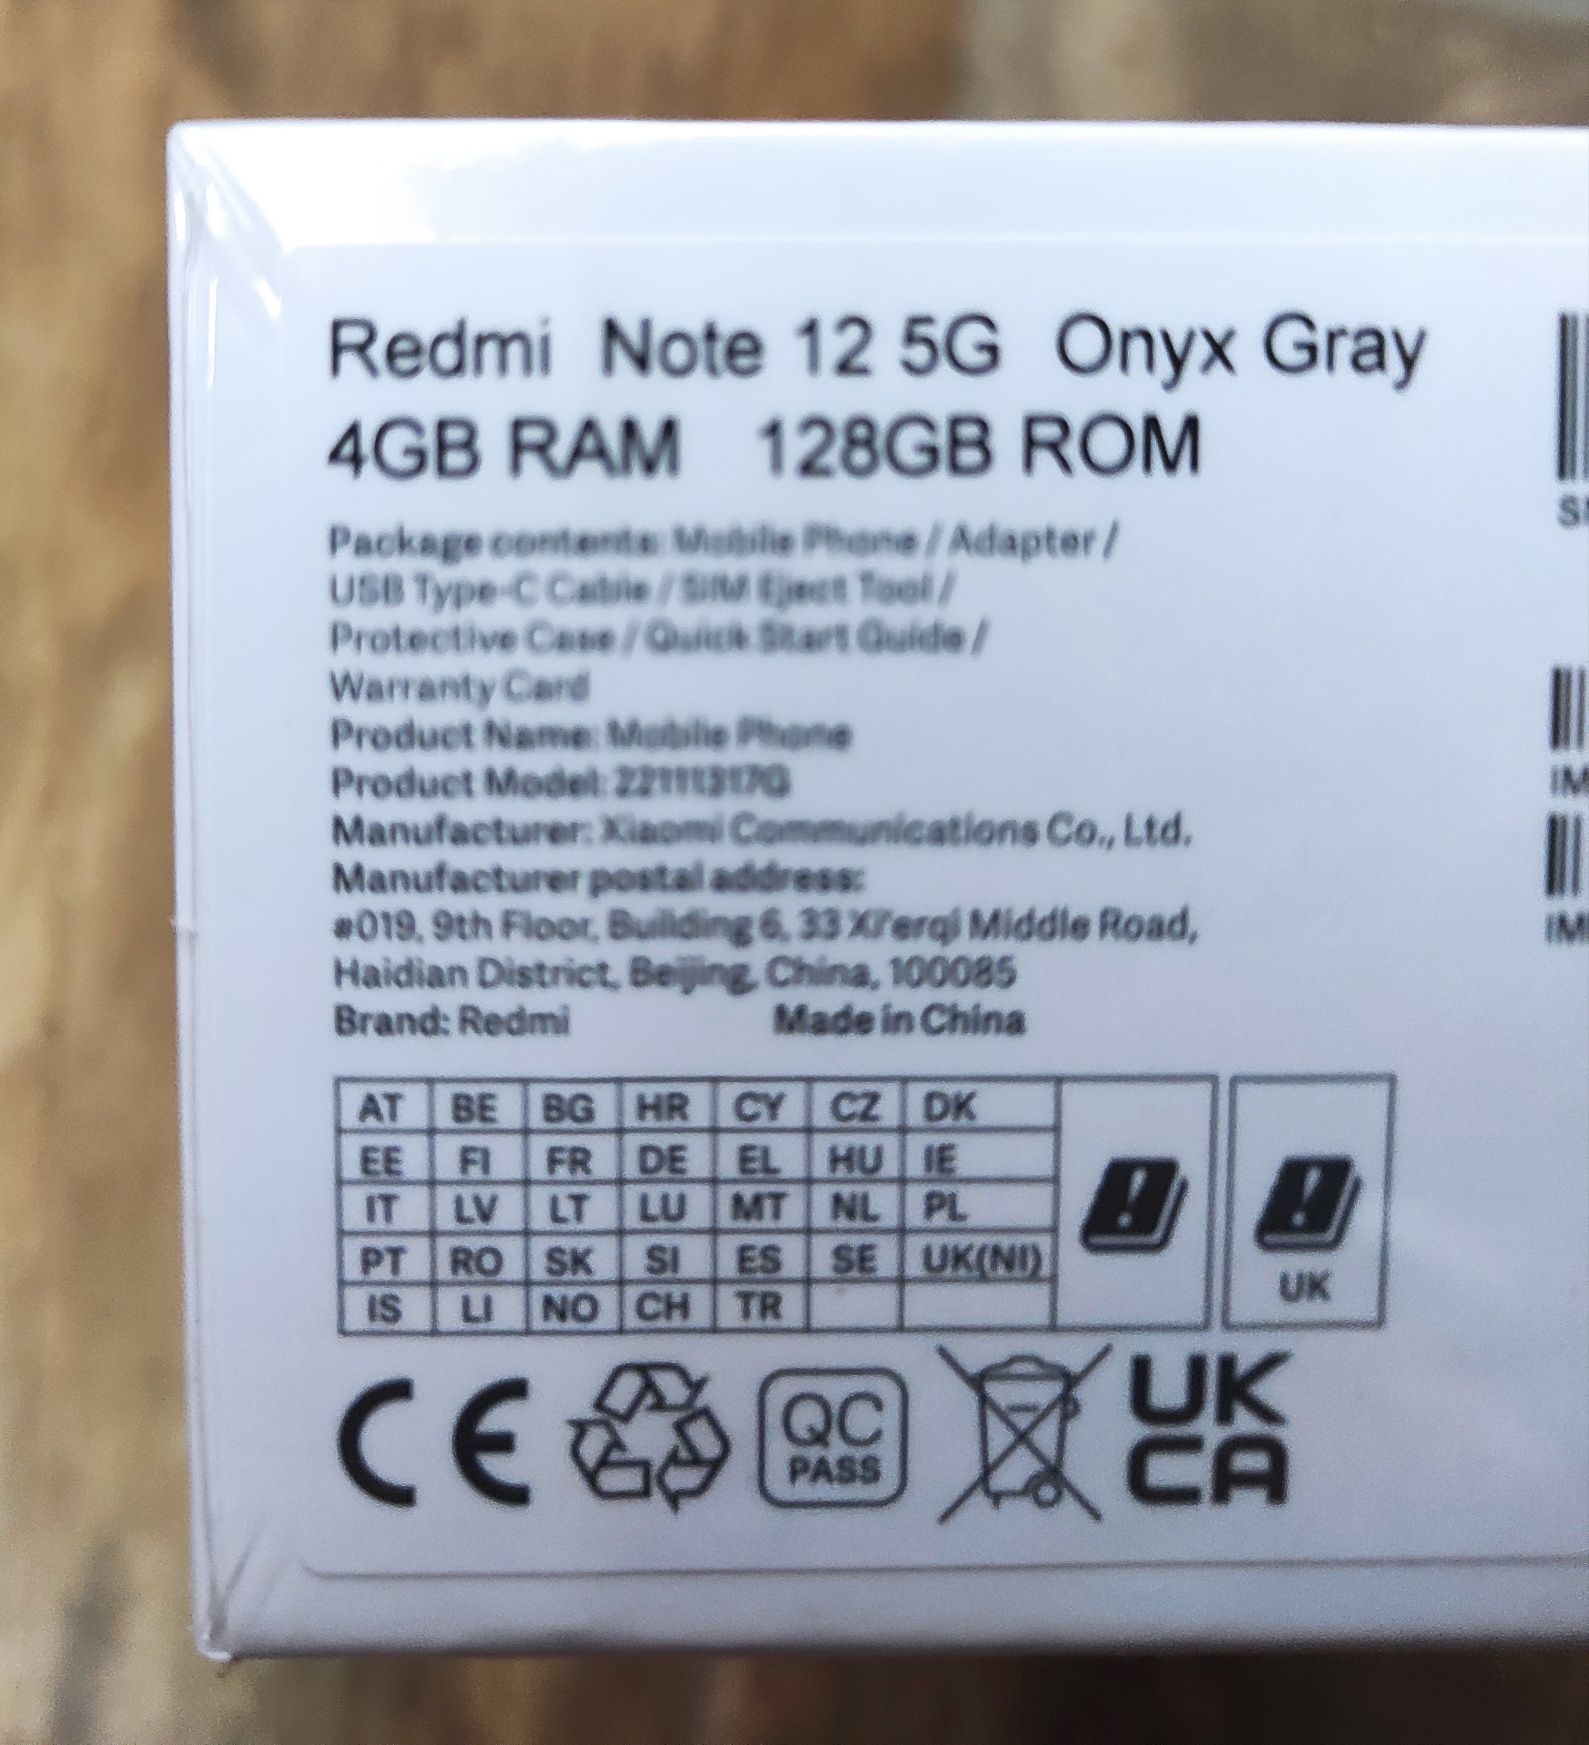 Redmi Note 12 5G Onyx Gray
4GB RAM 128GB ROM
Package contents: Mobile Phone / Adapter /
USB Type-C Cable / SIM Eject Tool /
Protective Case / Quick Start Guide /
Warranty Card
Product Name: Mobile Phone
Product Model: 22111317G
Manufacturer: Xiaomi Communications Co., Ltd.
Manufacturer postal address:
#019, 9th Floor, Building 6, 33 Xi'erqi Middle Road,
Haidian District, Beijing, China, 100085
Brand: Redmi Made in China
AT BE BG HR CY CZ DK
EE FI FR DE EL HU IE
IT LV LT LU MT NL PL
PT RO SK SI ES SE UK(NI)
IS LI NO CH TR
UK
CE
QC
PASS
UK
CA
IM
IM